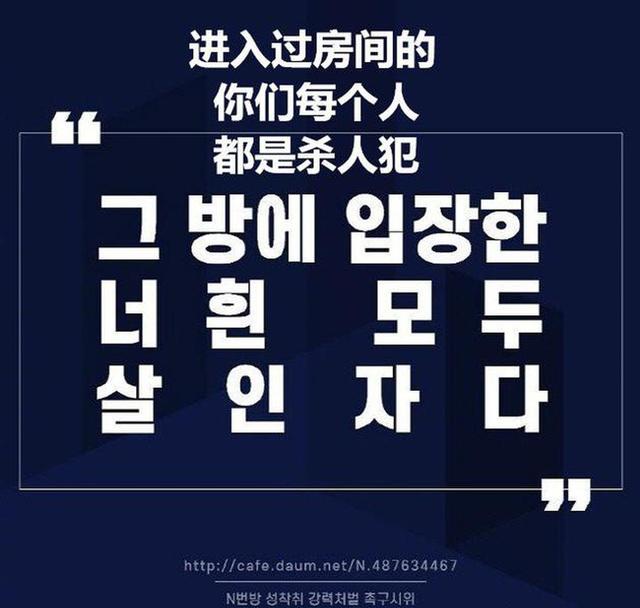 进入过房间的
你们每个人
都是杀人犯
그 방에 입장한
너흰 모두
살인자다
http://cafe.daum.net/N.487634467
N번방 성착취 강력처벌 촉구시위